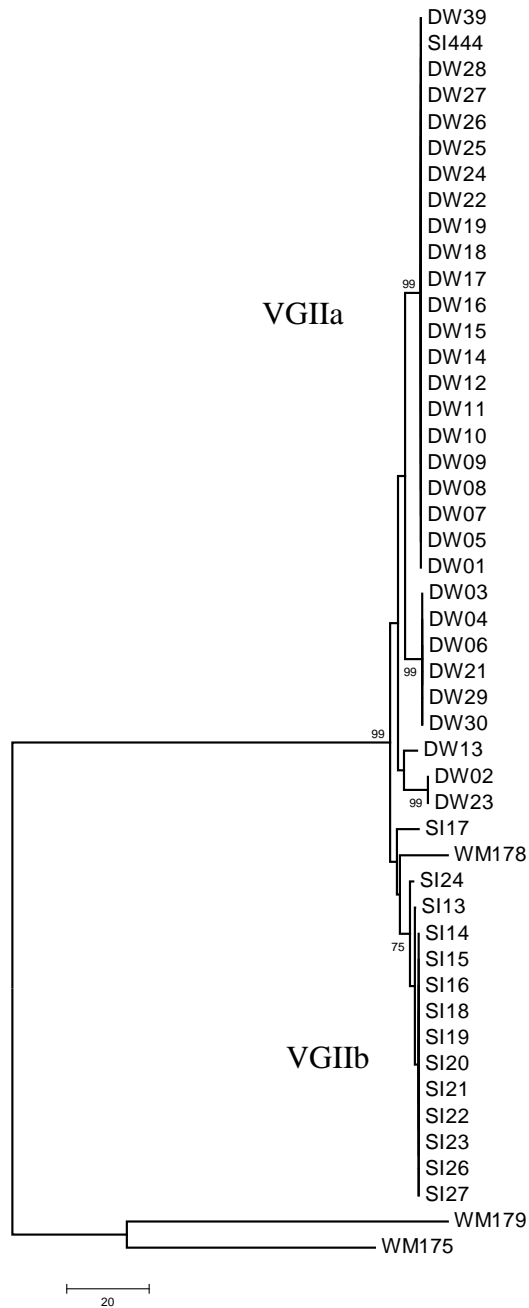 DW39
SI444
DW28
DW27
DW26
DW25
DW24
DW22
DW19
DW18
DW17
99
DW16
VGIIa
DW15
DW14
DW12
DW11
DW10
DW09
DW08
DW07
DW05
DW01
DW03
DW04
DW06
DW21
99
DW29
DW30
99
DW13
DW02
99
DW23
SI17
WM178
SI24
SI13
SI14
75
SI15
SI16
SI18
SI19
SI20
VGIIb
SI21
SI22
SI23
SI26
SI27
WM179
WM175
20